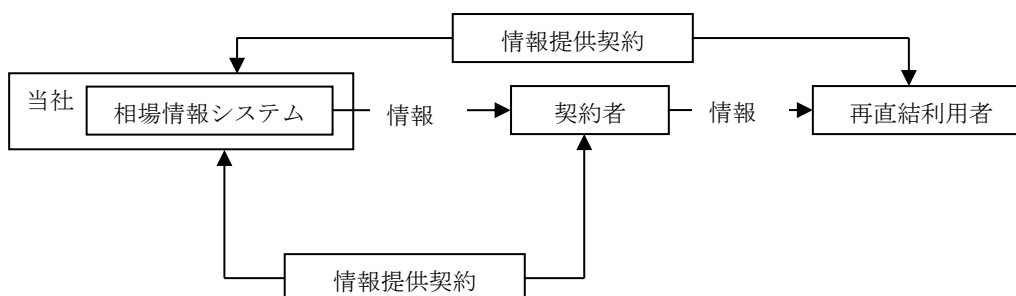 情報提供契約
当社
相場情報システム
情報
契約者
情報
再直結利用者
情報提供契約